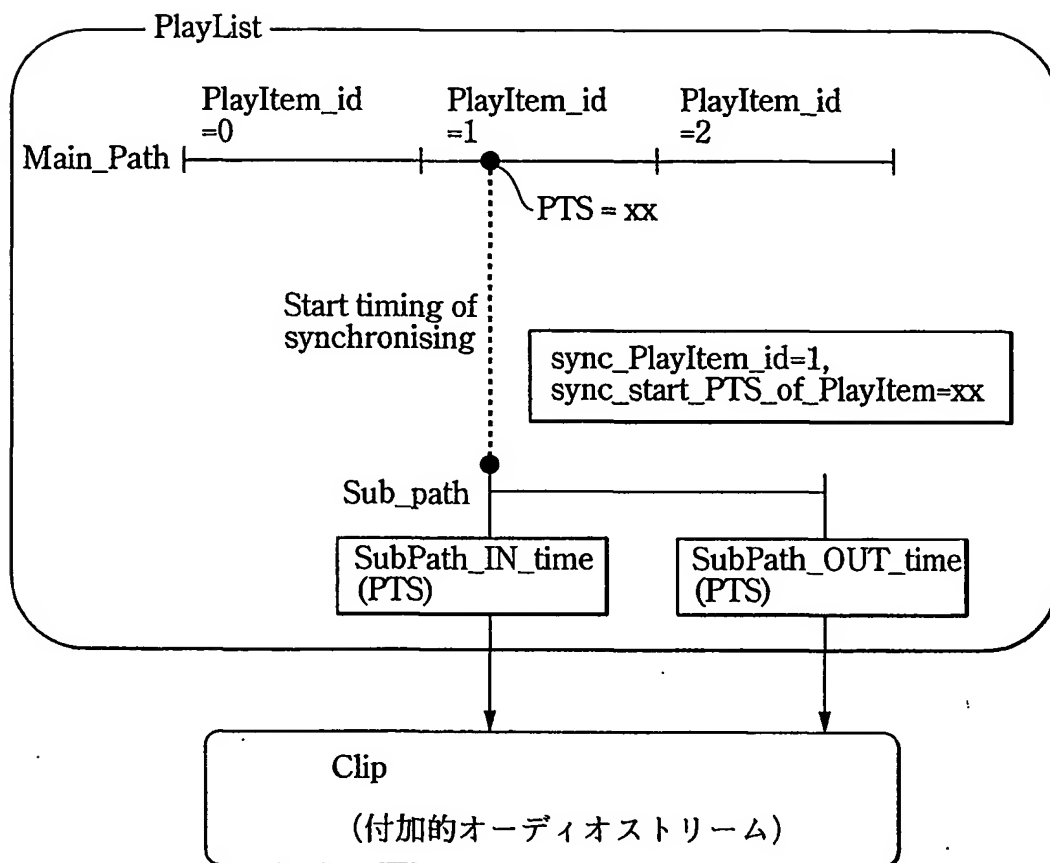 PlayList
PlayItem_id
=0
PlayItem_id
=1
PlayItem_id
=2
Main_Path
PTS = xx
Start timing of
synchronising
sync_PlayItem_id=1,
sync_start_PTS_of_PlayItem=xx
Sub_path
SubPath_IN_time
(PTS)
SubPath_OUT_time
(PTS)
Clip
(付加的オーディオストリーム)